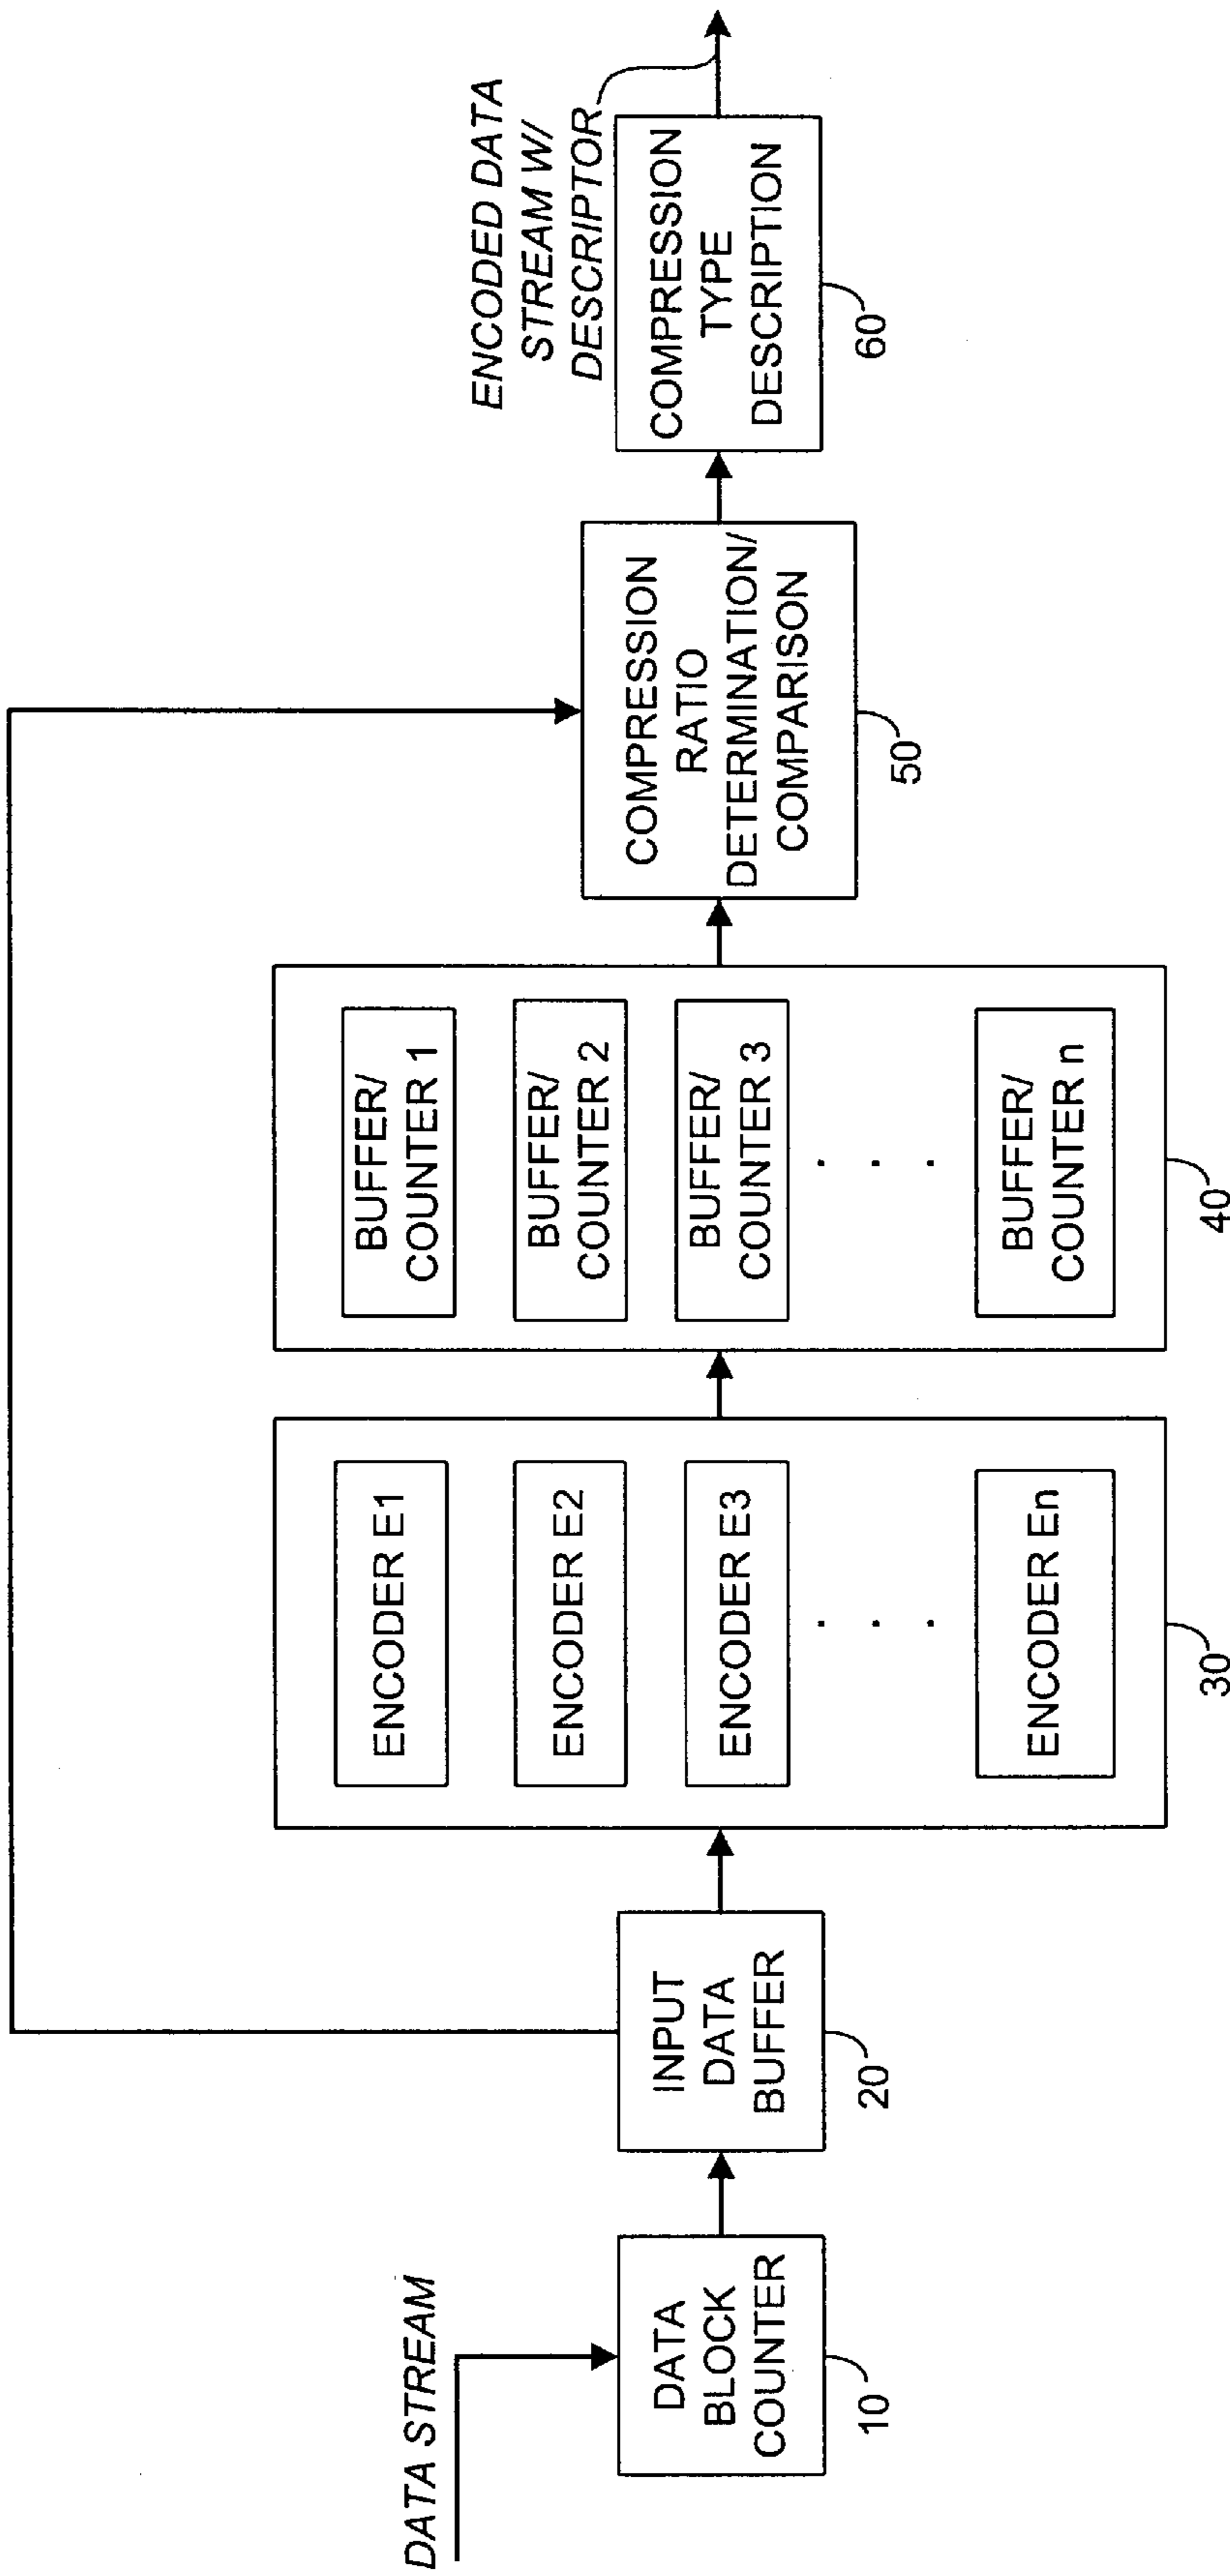 DATA STREAM
DATA
BLOCK
COUNTER
10
INPUT
DATA
BUFFER
20
ENCODER E1
ENCODER E2
ENCODER E3
. . .
ENCODER En
30
BUFFER/
COUNTER 1
BUFFER/
COUNTER 2
BUFFER/
COUNTER 3
. . .
BUFFER/
COUNTER n
40
COMPRESSION
RATIO
DETERMINATION/
COMPARISON
50
ENCODED DATA
STREAM W/
DESCRIPTOR
COMPRESSION
TYPE
DESCRIPTION
60